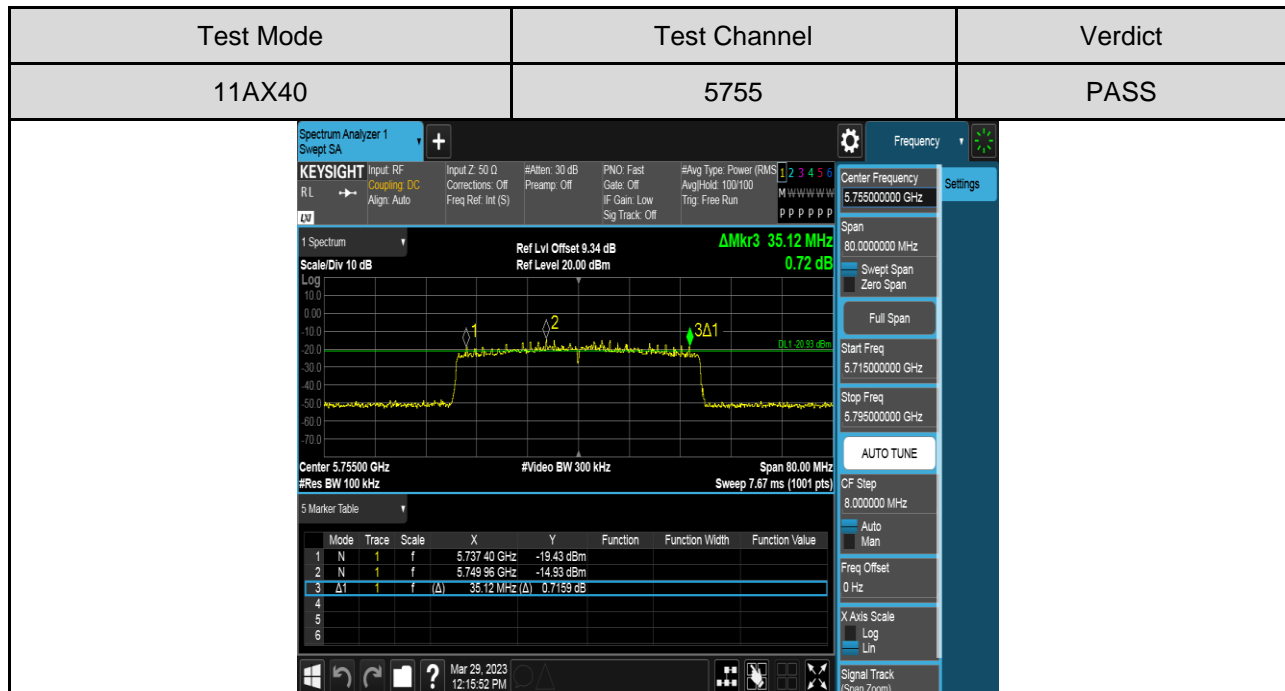 Test Mode Test Channel Verdict
11AX40 5755 PASS
Spectrum Analyzer 1
Swept SA
+
Frequency
KEYSIGHT Input: RF Input Z: 50 Ω #Atten: 30 dB PNO: Fast #Avg Type: Power (RMS 1 2 3 4 5 6
RL Coupling: DC Corrections: Off Preamp: Off Gate: Off Avg|Hold: 100/100 M W W W W W
Align: Auto Freq Ref: Int (S) IF Gain: Low Trig: Free Run
LXI Sig Track: Off P P P P P P
1 Spectrum
Ref Lvl Offset 9.34 dB ΔMkr3 35.12 MHz
Scale/Div 10 dB Ref Level 20.00 dBm 0.72 dB
Log
10.0
0.00
-10.0
-20.0
-30.0
-40.0
-50.0
-60.0
-70.0
1
2
3Δ1
DL1 -20.93 dBm
Center 5.75500 GHz #Video BW 300 kHz Span 80.00 MHz
#Res BW 100 kHz Sweep 7.67 ms (1001 pts)
5 Marker Table
Mode Trace Scale X Y Function Function Width Function Value
1 N 1 f 5.737 40 GHz -19.43 dBm
2 N 1 f 5.749 96 GHz -14.93 dBm
3 Δ1 1 f (Δ) 35.12 MHz (Δ) 0.7159 dB
4
5
6
?
Mar 29, 2023
12:15:52 PM
Center Frequency
5.755000000 GHz
Settings
Span
80.0000000 MHz
Swept Span
Zero Span
Full Span
Start Freq
5.715000000 GHz
Stop Freq
5.795000000 GHz
AUTO TUNE
CF Step
8.000000 MHz
Auto
Man
Freq Offset
0 Hz
X Axis Scale
Log
Lin
Signal Track
(Span Zoom)